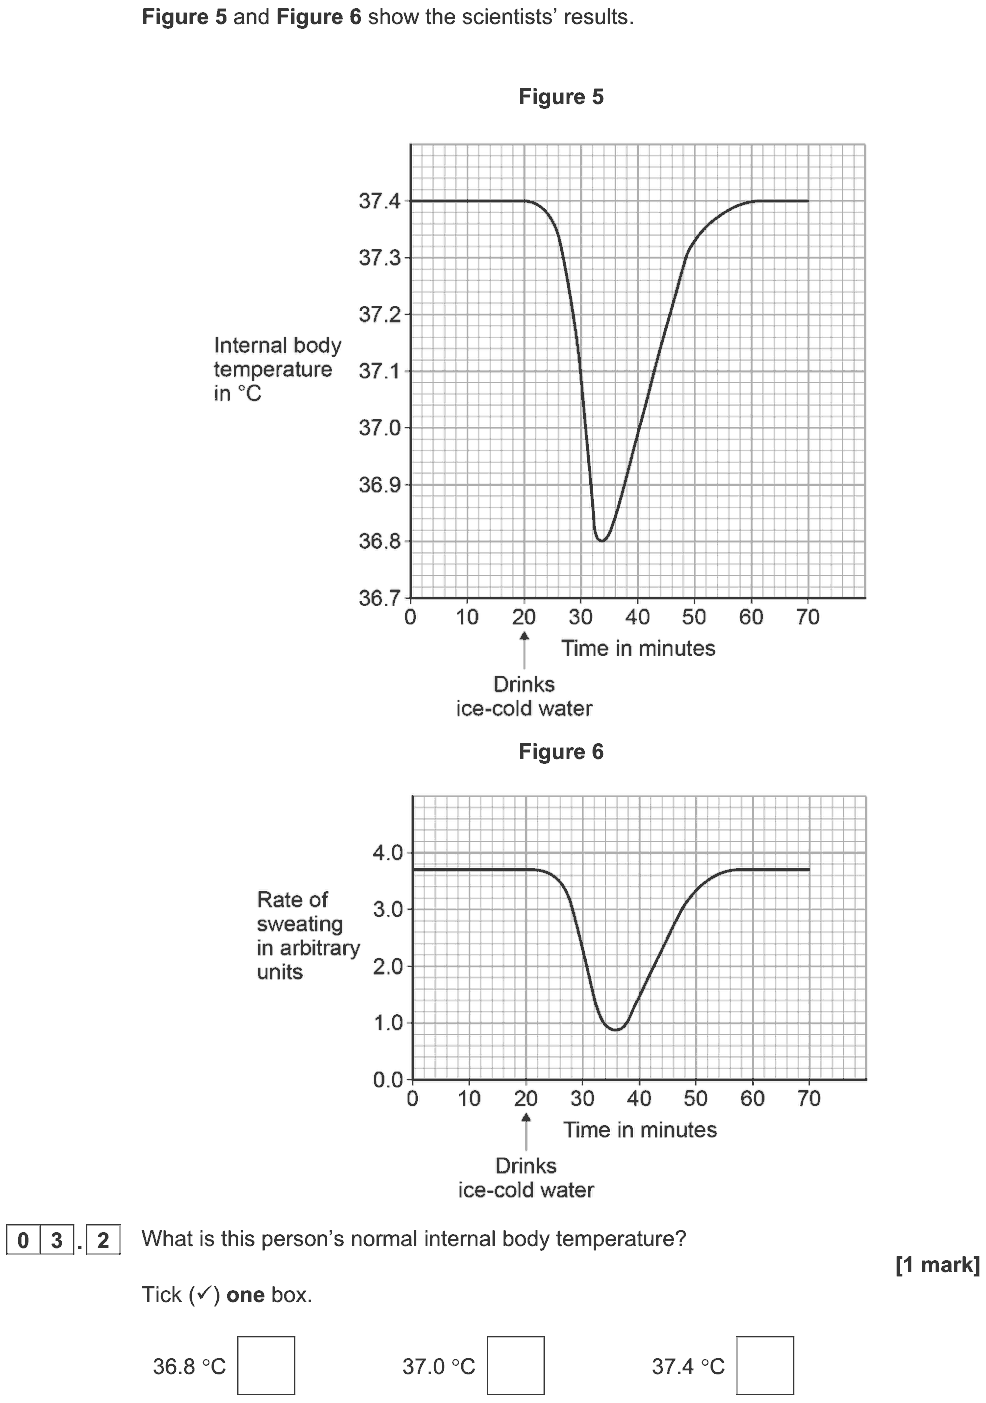 Figure 5 and Figure 6 show the scientists' results.
Figure 5
37.4
37.3
37.2
37.1
37.0
36.9
36.8
36.7
Internal body
temperature
in °C
0 10 20 30 40 50 60 70
Time in minutes
Drinks
ice-cold water
Figure 6
4.0
3.0
2.0
1.0
0.0
Rate of
sweating
in arbitrary
units
0 10 20 30 40 50 60 70
Time in minutes
Drinks
ice-cold water
0 3 . 2 What is this person's normal internal body temperature?
[1 mark]
Tick (✓) one box.
36.8 °C 37.0 °C 37.4 °C